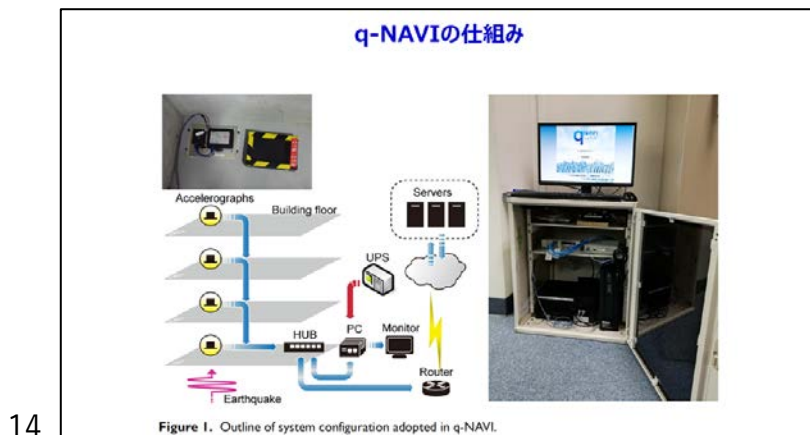 q-NAVIの仕組み
Accelerographs
Building floor
Servers
UPS
HUB
PC
Monitor
Router
Earthquake
Figure 1. Outline of system configuration adopted in q-NAVI.
14